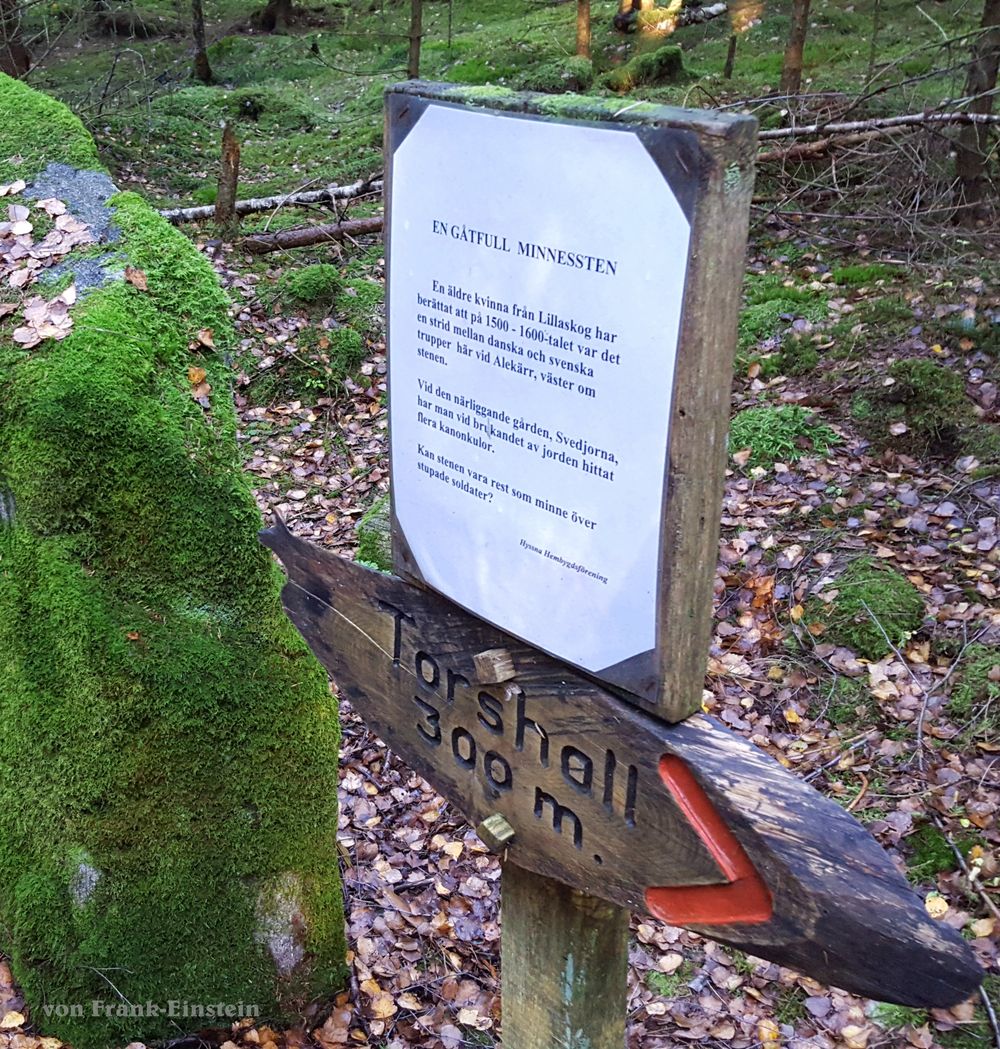 EN GÅTFULL MINNESSTEN
En äldre kvinna från Lillaskog har
berättat att på 1500 - 1600-talet var det
en strid mellan danska och svenska
trupper här vid Alekärr, väster om
stenen.
Vid den närliggande gården, Svedjorna,
har man vid brukandet av jorden hittat
flera kanonkulor.
Kan stenen vara rest som minne över
stupade soldater?
Hyssna Hembygdsförening
Torshall
300 m.
von Frank-Einstein